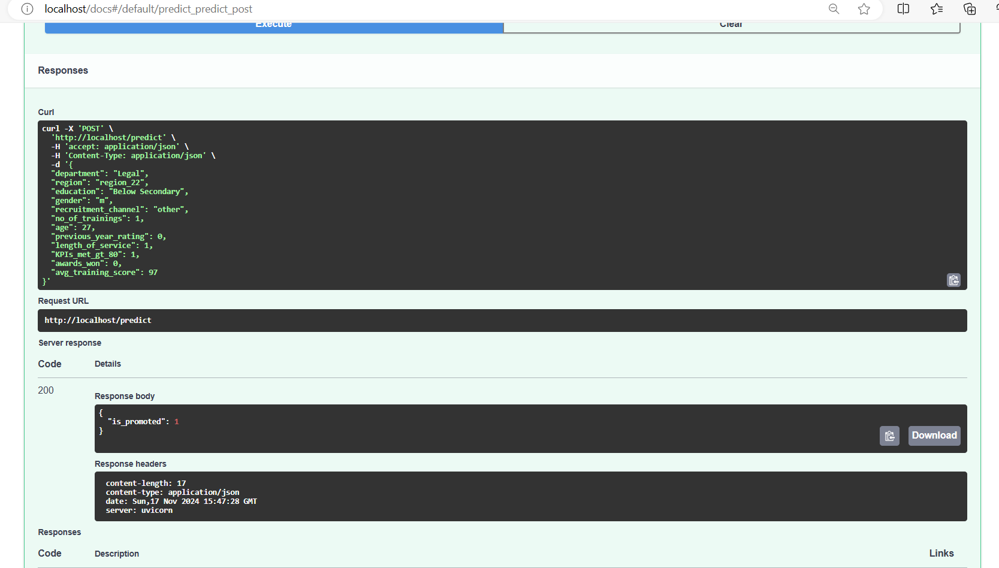 localhost/docs#/default/predict_predict_post
Execute
Clear
Responses
Curl
curl -X 'POST' \
  'http://localhost/predict' \
  -H 'accept: application/json' \
  -H 'Content-Type: application/json' \
  -d '{
  "department": "Legal",
  "region": "region_22",
  "education": "Below Secondary",
  "gender": "m",
  "recruitment_channel": "other",
  "no_of_trainings": 1,
  "age": 27,
  "previous_year_rating": 0,
  "length_of_service": 1,
  "KPIs_met_gt_80": 1,
  "awards_won": 0,
  "avg_training_score": 97
}'
Request URL
http://localhost/predict
Server response
Code Details
200
Response body
{
  "is_promoted": 1
}
Download
Response headers
content-length: 17
content-type: application/json
date: Sun,17 Nov 2024 15:47:28 GMT
server: uvicorn
Responses
Code Description Links